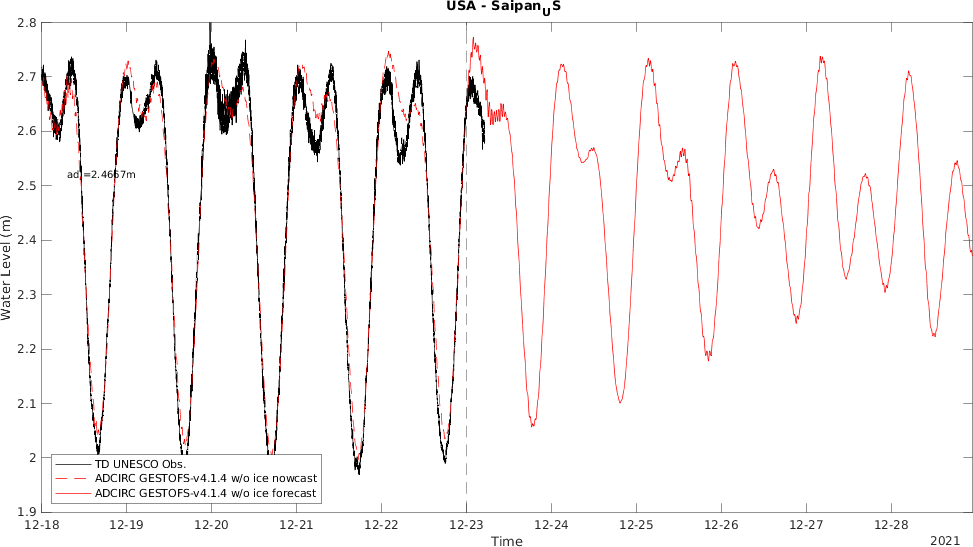 USA - Saipan_US
2.8
2.7
2.6
2.5
2.4
2.3
2.2
2.1
2
1.9
Water Level (m)
adj=2.4667m
TD UNESCO Obs.
ADCIRC GESTOFS-v4.1.4 w/o ice nowcast
ADCIRC GESTOFS-v4.1.4 w/o ice forecast
12-18 12-19 12-20 12-21 12-22 12-23 12-24 12-25 12-26 12-27 12-28
Time
2021